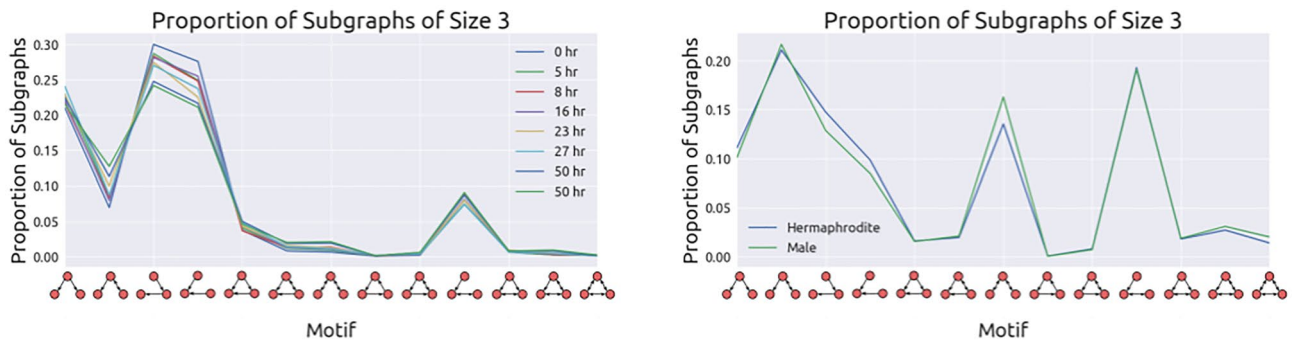 Proportion of Subgraphs of Size 3
Proportion of Subgraphs
0.30
0.25
0.20
0.15
0.10
0.05
0.00
0 hr
5 hr
8 hr
16 hr
23 hr
27 hr
50 hr
50 hr
Motif
Proportion of Subgraphs of Size 3
Proportion of Subgraphs
0.20
0.15
0.10
0.05
0.00
Hermaphrodite
Male
Motif